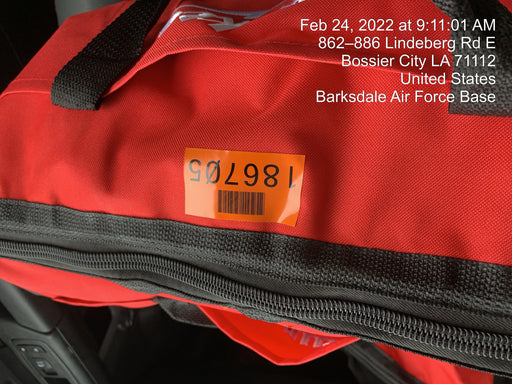 Feb 24, 2022 at 9:11:01 AM
862–886 Lindeberg Rd E
Bossier City LA 71112
United States
Barksdale Air Force Base
186705